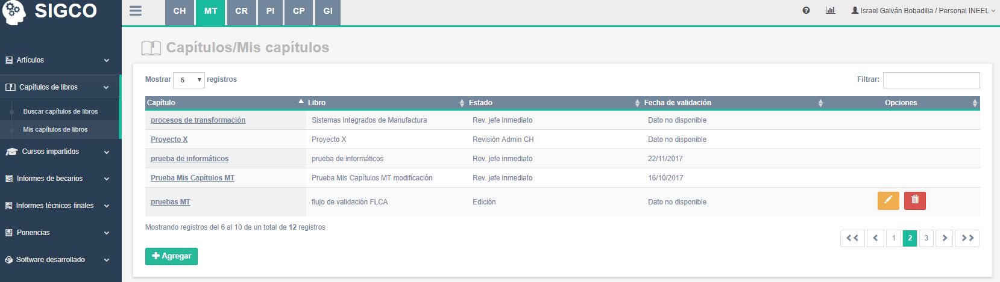 SIGCO
CH MT CR PI CP GI
Israel Galván Bobadilla / Personal INEEL
Artículos
Capítulos de libros
Buscar capítulos de libros
Mis capítulos de libros
Cursos impartidos
Informes de becarios
Informes técnicos finales
Ponencias
Software desarrollado
Capítulos/Mis capítulos
Mostrar 5 registros
Filtrar:
Capítulo Libro Estado Fecha de validación Opciones
procesos de transformación Sistemas Integrados de Manufactura Rev. jefe inmediato Dato no disponible
Proyecto X Proyecto X Revisión Admin CH Dato no disponible
prueba de informáticos prueba de informáticos Rev. jefe inmediato 22/11/2017
Prueba Mis Capítulos MT Prueba Mis Capítulos MT modificación Rev. jefe inmediato 16/10/2017
pruebas MT flujo de validación FLCA Edición Dato no disponible
Mostrando registros del 6 al 10 de un total de 12 registros
1 2 3
Agregar